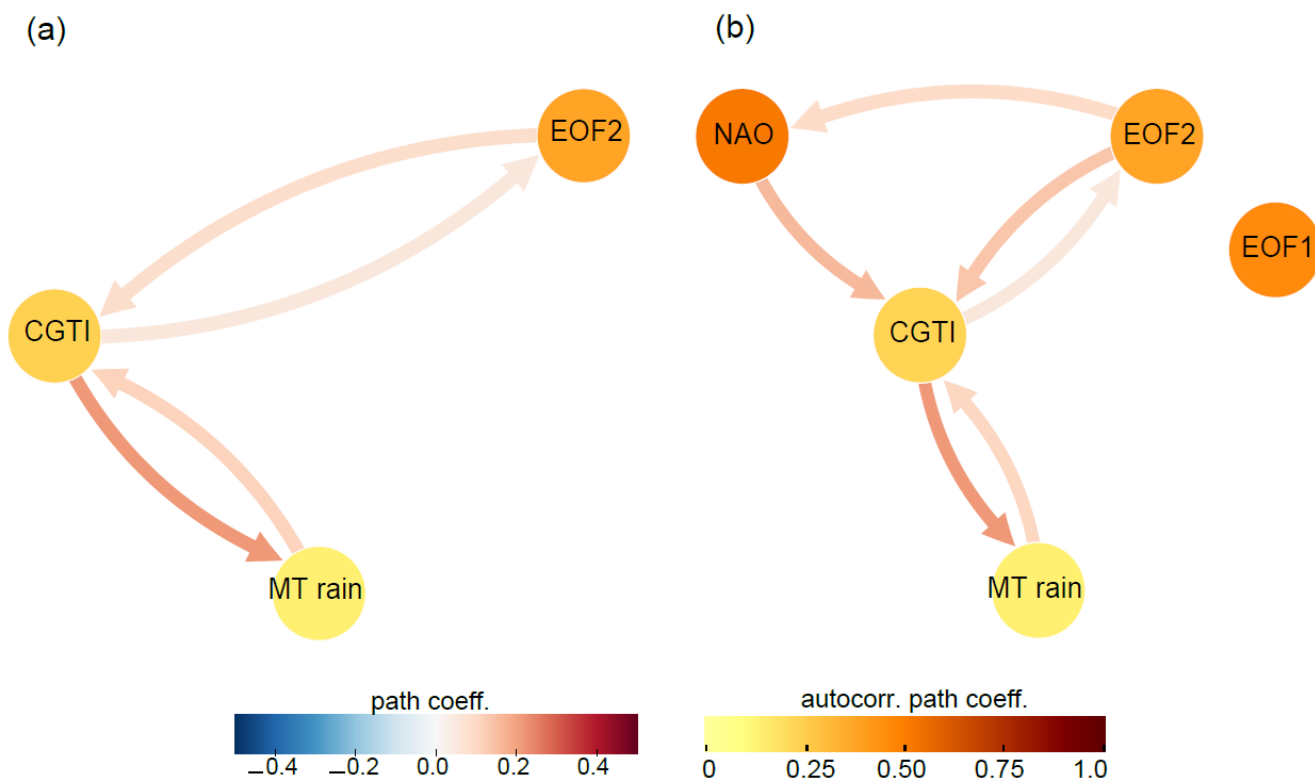 (a)
(b)
EOF2
NAO
EOF2
EOF1
CGTI
CGTI
MT rain
MT rain
path coeff.
−0.4 −0.2 0.0 0.2 0.4
autocorr. path coeff.
0 0.25 0.50 0.75 1.0